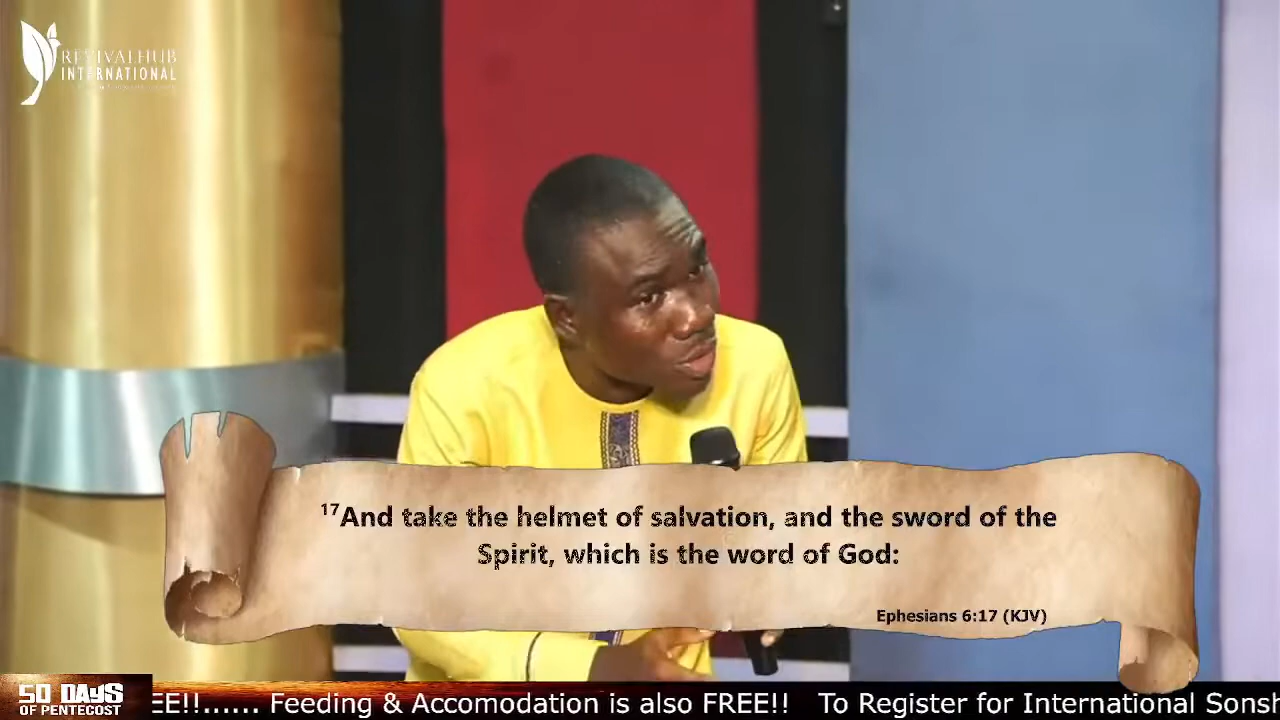 REVIVALHUB
INTERNATIONAL
17And take the helmet of salvation, and the sword of the
Spirit, which is the word of God:
Ephesians 6:17 (KJV)
50 DAYS
OF PENTECOST
EE!!...... Feeding & Accomodation is also FREE!! To Register for International Sonsh